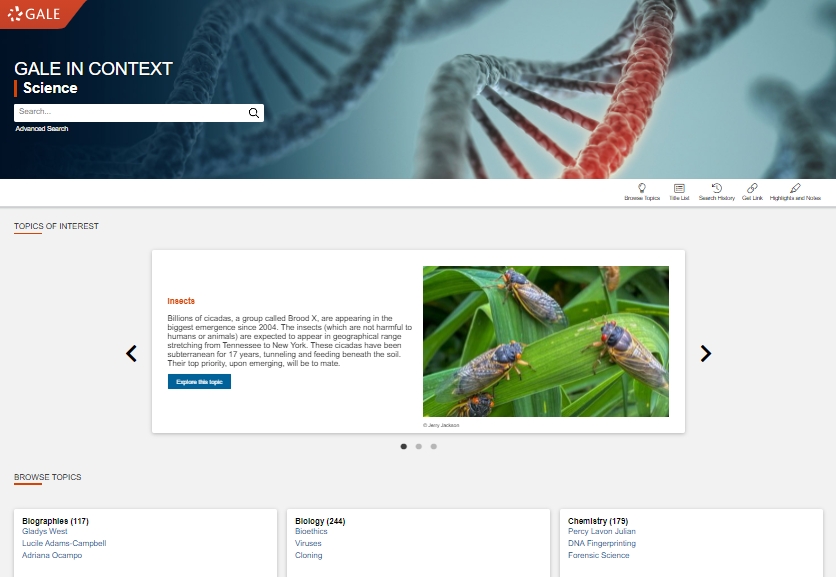 GALE
GALE IN CONTEXT
Science
Search...
Advanced Search
Browse Topics
Title List
Search History
Get Link
Highlights and Notes
TOPICS OF INTEREST
Insects
Billions of cicadas, a group called Brood X, are appearing in the
biggest emergence since 2004. The insects (which are not harmful to
humans or animals) are expected to appear in geographical range
stretching from Tennessee to New York. These cicadas have been
subterranean for 17 years, tunneling and feeding beneath the soil.
Their top priority, upon emerging, will be to mate.
Explore this topic
© Jerry Jackson
BROWSE TOPICS
Biographies (117)
Gladys West
Lucile Adams-Campbell
Adriana Ocampo
Biology (244)
Bioethics
Viruses
Cloning
Chemistry (179)
Percy Lavon Julian
DNA Fingerprinting
Forensic Science